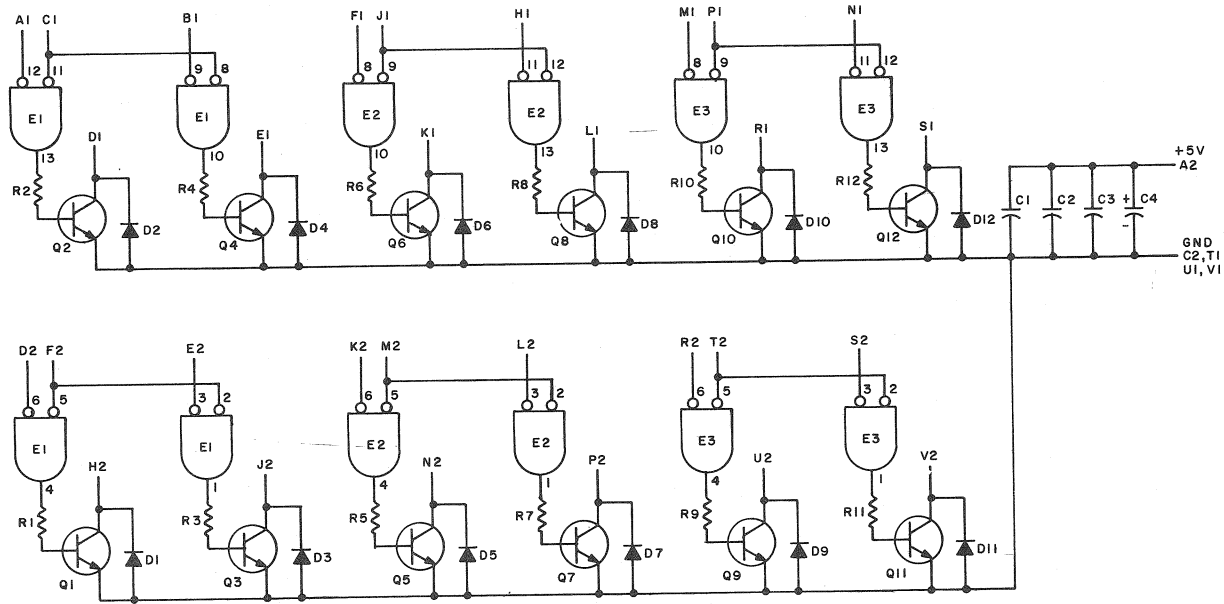 A1 C1 B1 F1 J1 H1 M1 P1 N1
12 11 9 8 8 9 11 12 8 9 11 12
E1 E1 E2 E2 E3 E3
13 10 10 13 10 13
D1 E1 K1 L1 R1 S1
R2 R4 R6 R8 R10 R12
Q2 D2 Q4 D4 Q6 D6 Q8 D8 Q10 D10 Q12 D12
C1 C2 C3 + C4 -
+5V
A2
GND
C2, T1
U1, V1
D2 F2 E2 K2 M2 L2 R2 T2 S2
6 5 3 2 6 5 3 2 6 5 3 2
E1 E1 E2 E2 E3 E3
4 1 4 1 4 1
H2 J2 N2 P2 U2 V2
R1 R3 R5 R7 R9 R11
Q1 D1 Q3 D3 Q5 D5 Q7 D7 Q9 D9 Q11 D11